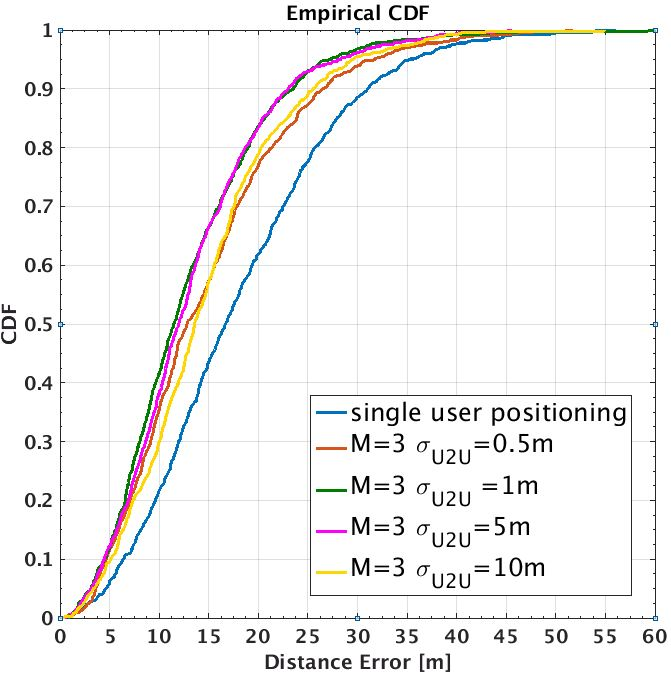 Empirical CDF
1
0.9
0.8
0.7
0.6
0.5
0.4
0.3
0.2
0.1
0
CDF
single user positioning
M=3 σU2U=0.5m
M=3 σU2U =1m
M=3 σU2U=5m
M=3 σU2U=10m
0 5 10 15 20 25 30 35 40 45 50 55 60
Distance Error [m]